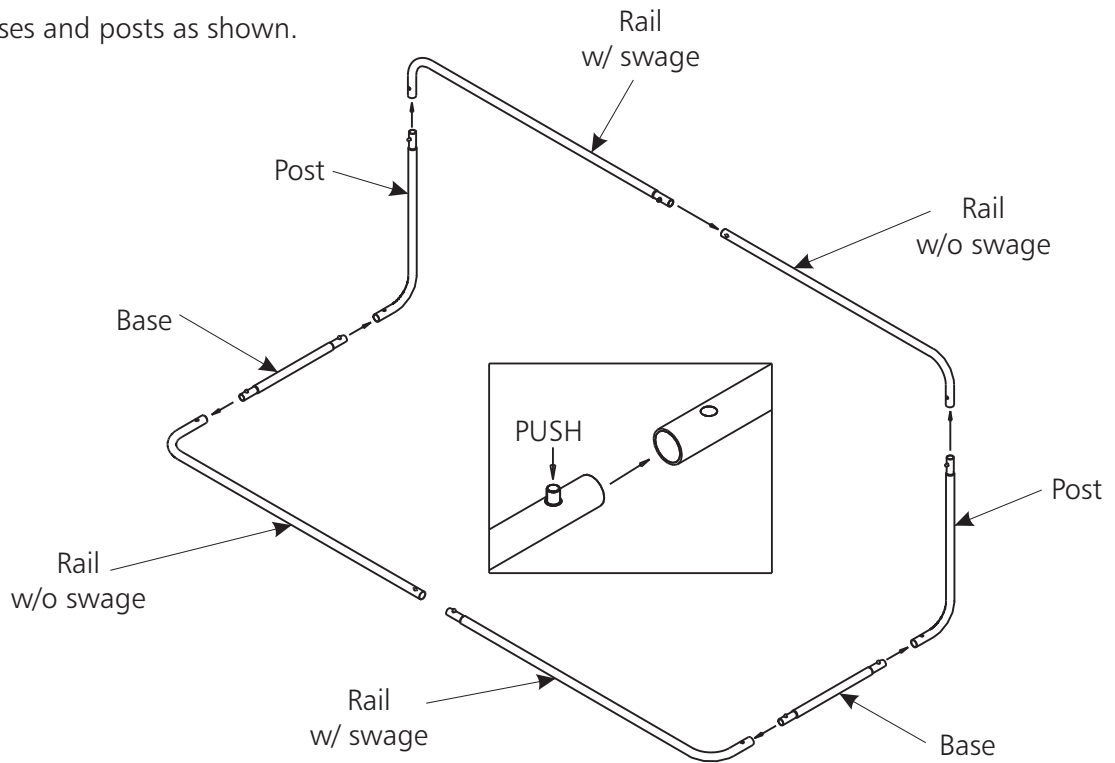 ses and posts as shown.
Rail
w/ swage
Post
Rail
w/o swage
Base
PUSH
Post
Rail
w/o swage
Rail
w/ swage
Base